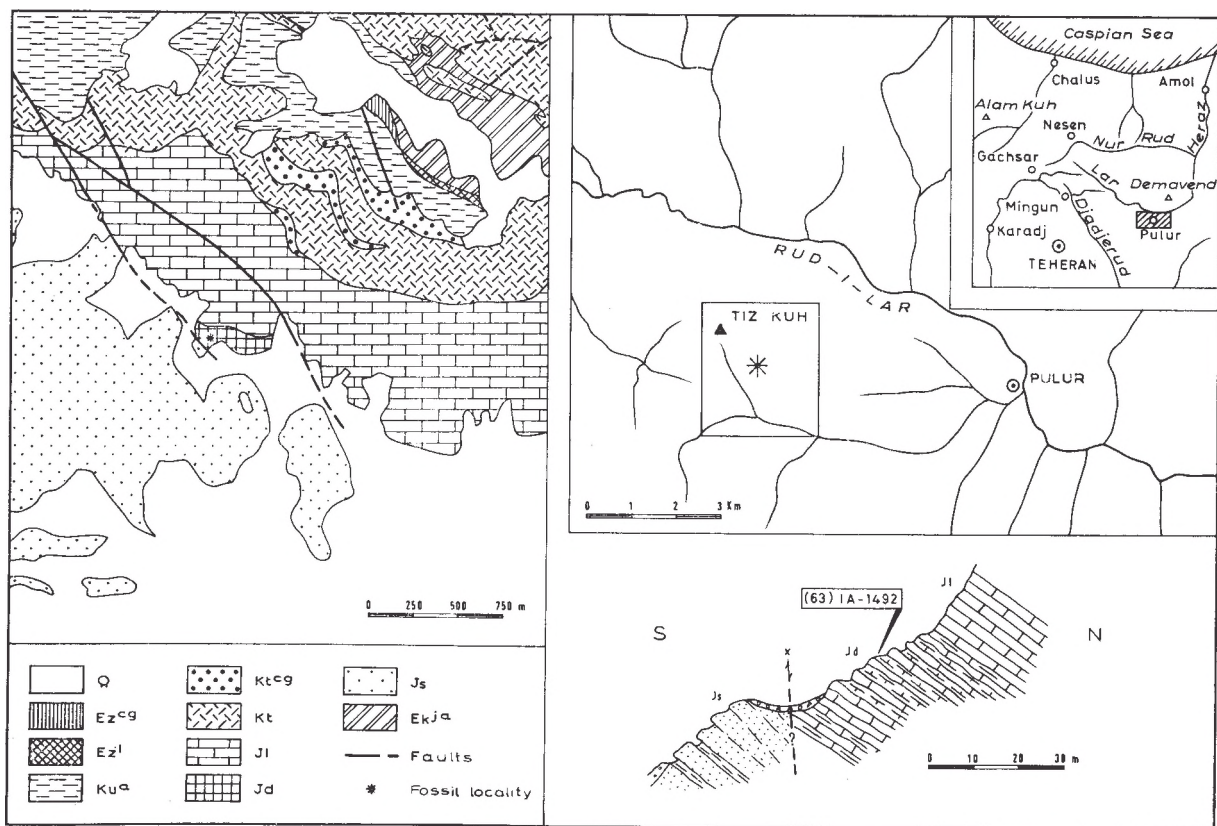 0 250 500 750 m
Q
Ez cg
Ez l
Ku a
Kt cg
Kt
Jl
Jd
Js
Ek ja
Faults
Fossil locality
RUD-I-LAR
TIZ KUH
PULUR
0 1 2 3 Km
Caspian Sea
Chalus
Amol
Alam Kuh
Nesen
Nur Rud
Heraz
Gachsar
Lar
Demavend
Mingun
Djadjerud
Karadj
Pulur
TEHERAN
(63) IA-1492
Jl
S
N
Jd
x
Js
?
0 10 20 30 m